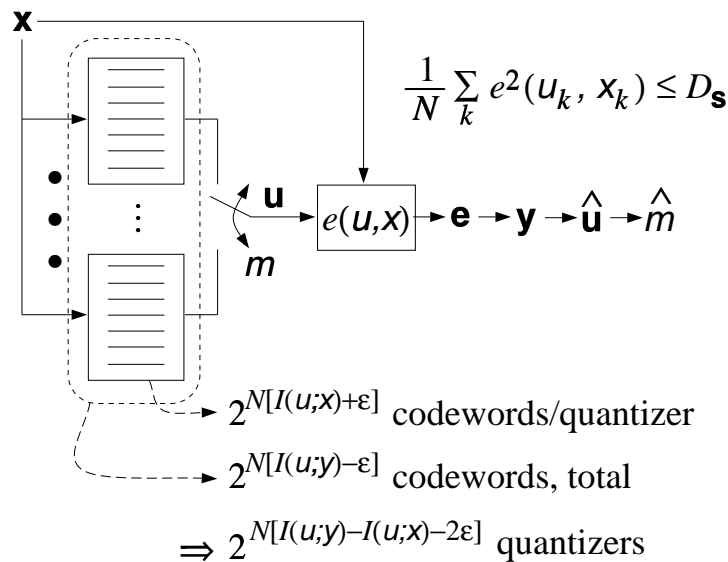 x
1/N ∑_k e²(u_k, x_k) ≤ D_s
u
m
e(u,x)
e → y → û → m̂
2^{N[I(u;x)+ε]} codewords/quantizer
2^{N[I(u;y)−ε]} codewords, total
⇒ 2^{N[I(u;y)−I(u;x)−2ε]} quantizers